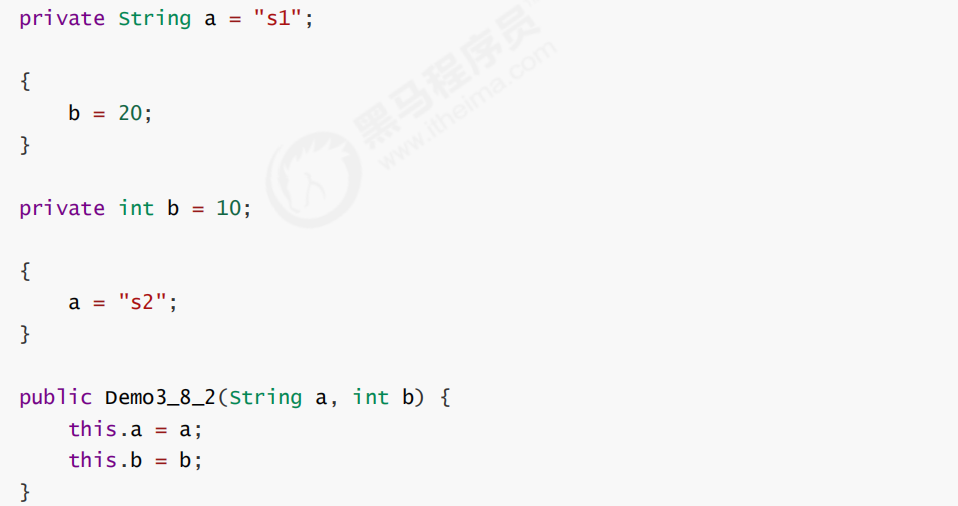 private String a = "s1";
{
b = 20;
}
private int b = 10;
{
a = "s2";
}
public Demo3_8_2(String a, int b) {
this.a = a;
this.b = b;
}
黑马程序员
www.itheima.com